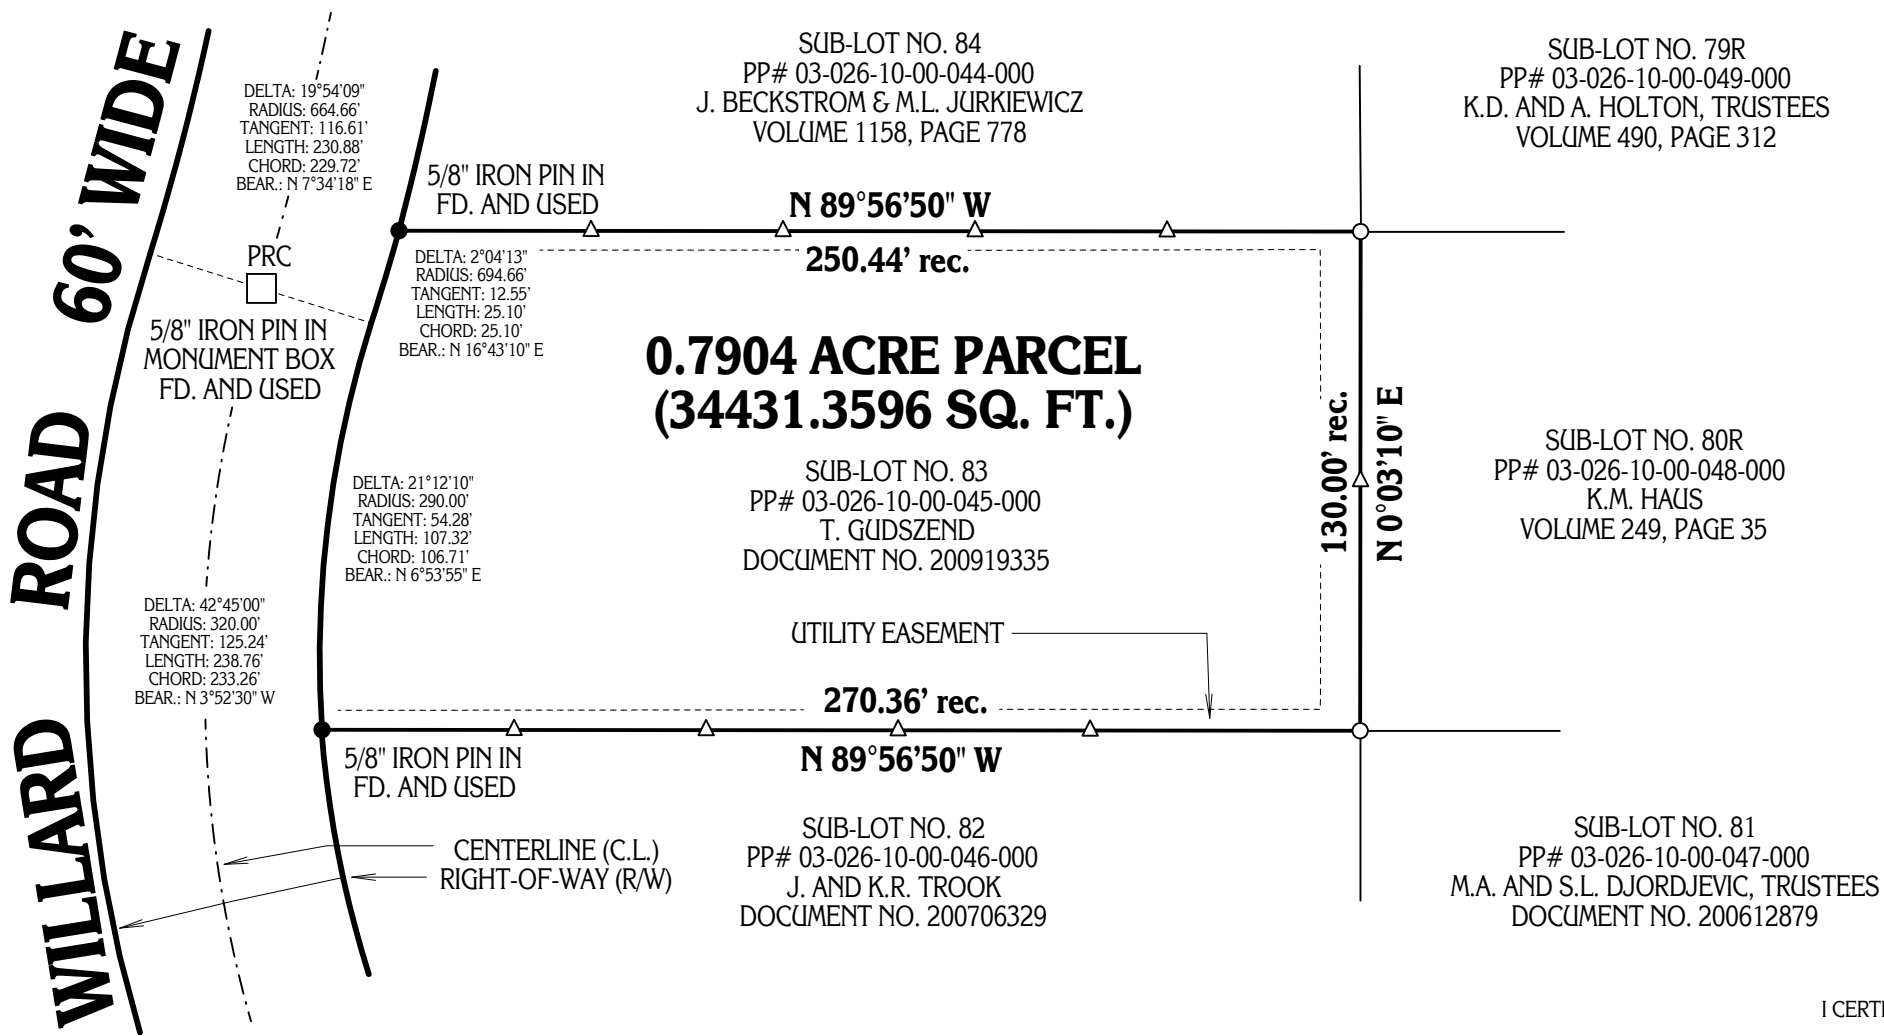 WILLARD ROAD 60' WIDE
DELTA: 19°54'09"
RADIUS: 664.66'
TANGENT: 116.61'
LENGTH: 230.88'
CHORD: 229.72'
BEAR.: N 7°34'18" E
SUB-LOT NO. 84
PP# 03-026-10-00-044-000
J. BECKSTROM & M.L. JURKIEWICZ
VOLUME 1158, PAGE 778
SUB-LOT NO. 79R
PP# 03-026-10-00-049-000
K.D. AND A. HOLTON, TRUSTEES
VOLUME 490, PAGE 312
5/8" IRON PIN IN
FD. AND USED
N 89°56'50" W
250.44' rec.
PRC
5/8" IRON PIN IN
MONUMENT BOX
FD. AND USED
DELTA: 2°04'13"
RADIUS: 694.66'
TANGENT: 12.55'
LENGTH: 25.10'
CHORD: 25.10'
BEAR.: N 16°43'10" E
0.7904 ACRE PARCEL
(34431.3596 SQ. FT.)
SUB-LOT NO. 83
PP# 03-026-10-00-045-000
T. GUDSZEND
DOCUMENT NO. 200919335
130.00' rec.
N 0°03'10" E
SUB-LOT NO. 80R
PP# 03-026-10-00-048-000
K.M. HAUS
VOLUME 249, PAGE 35
DELTA: 21°12'10"
RADIUS: 290.00'
TANGENT: 54.28'
LENGTH: 107.32'
CHORD: 106.71'
BEAR.: N 6°53'55" E
DELTA: 42°45'00"
RADIUS: 320.00'
TANGENT: 125.24'
LENGTH: 238.76'
CHORD: 233.26'
BEAR.: N 3°52'30" W
UTILITY EASEMENT
270.36' rec.
N 89°56'50" W
5/8" IRON PIN IN
FD. AND USED
CENTERLINE (C.L.)
RIGHT-OF-WAY (R/W)
SUB-LOT NO. 82
PP# 03-026-10-00-046-000
J. AND K.R. TROOK
DOCUMENT NO. 200706329
SUB-LOT NO. 81
PP# 03-026-10-00-047-000
M.A. AND S.L. DJORDJEVIC, TRUSTEES
DOCUMENT NO. 200612879
I CERTI